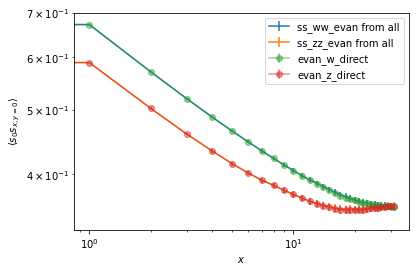 7 × 10⁻¹
6 × 10⁻¹
5 × 10⁻¹
4 × 10⁻¹
⟨s₀sₓ,ᵧ₌₀⟩
ss_ww_evan from all
ss_zz_evan from all
evan_w_direct
evan_z_direct
10⁰
10¹
x